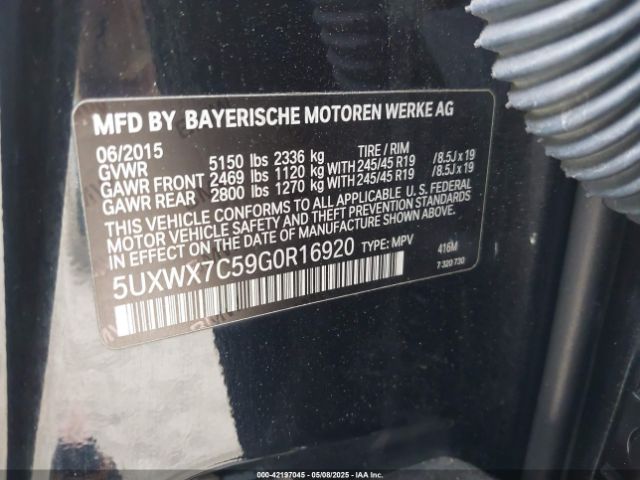 MFD BY BAYERISCHE MOTOREN WERKE AG
06/2015 TIRE / RIM
GVWR 5150 lbs 2336 kg
GAWR FRONT 2469 lbs 1120 kg WITH 245/45 R19 /8.5J x 19
GAWR REAR 2800 lbs 1270 kg WITH 245/45 R19 /8.5J x 19
THIS VEHICLE CONFORMS TO ALL APPLICABLE U.S. FEDERAL
MOTOR VEHICLE SAFETY AND THEFT PREVENTION STANDARDS
IN EFFECT ON THE DATE OF MANUFACTURE SHOWN ABOVE.
5UXWX7C59G0R16920 TYPE: MPV 416M
7 320 730
000-42197045 - 05/08/2025 - IAAI.COM